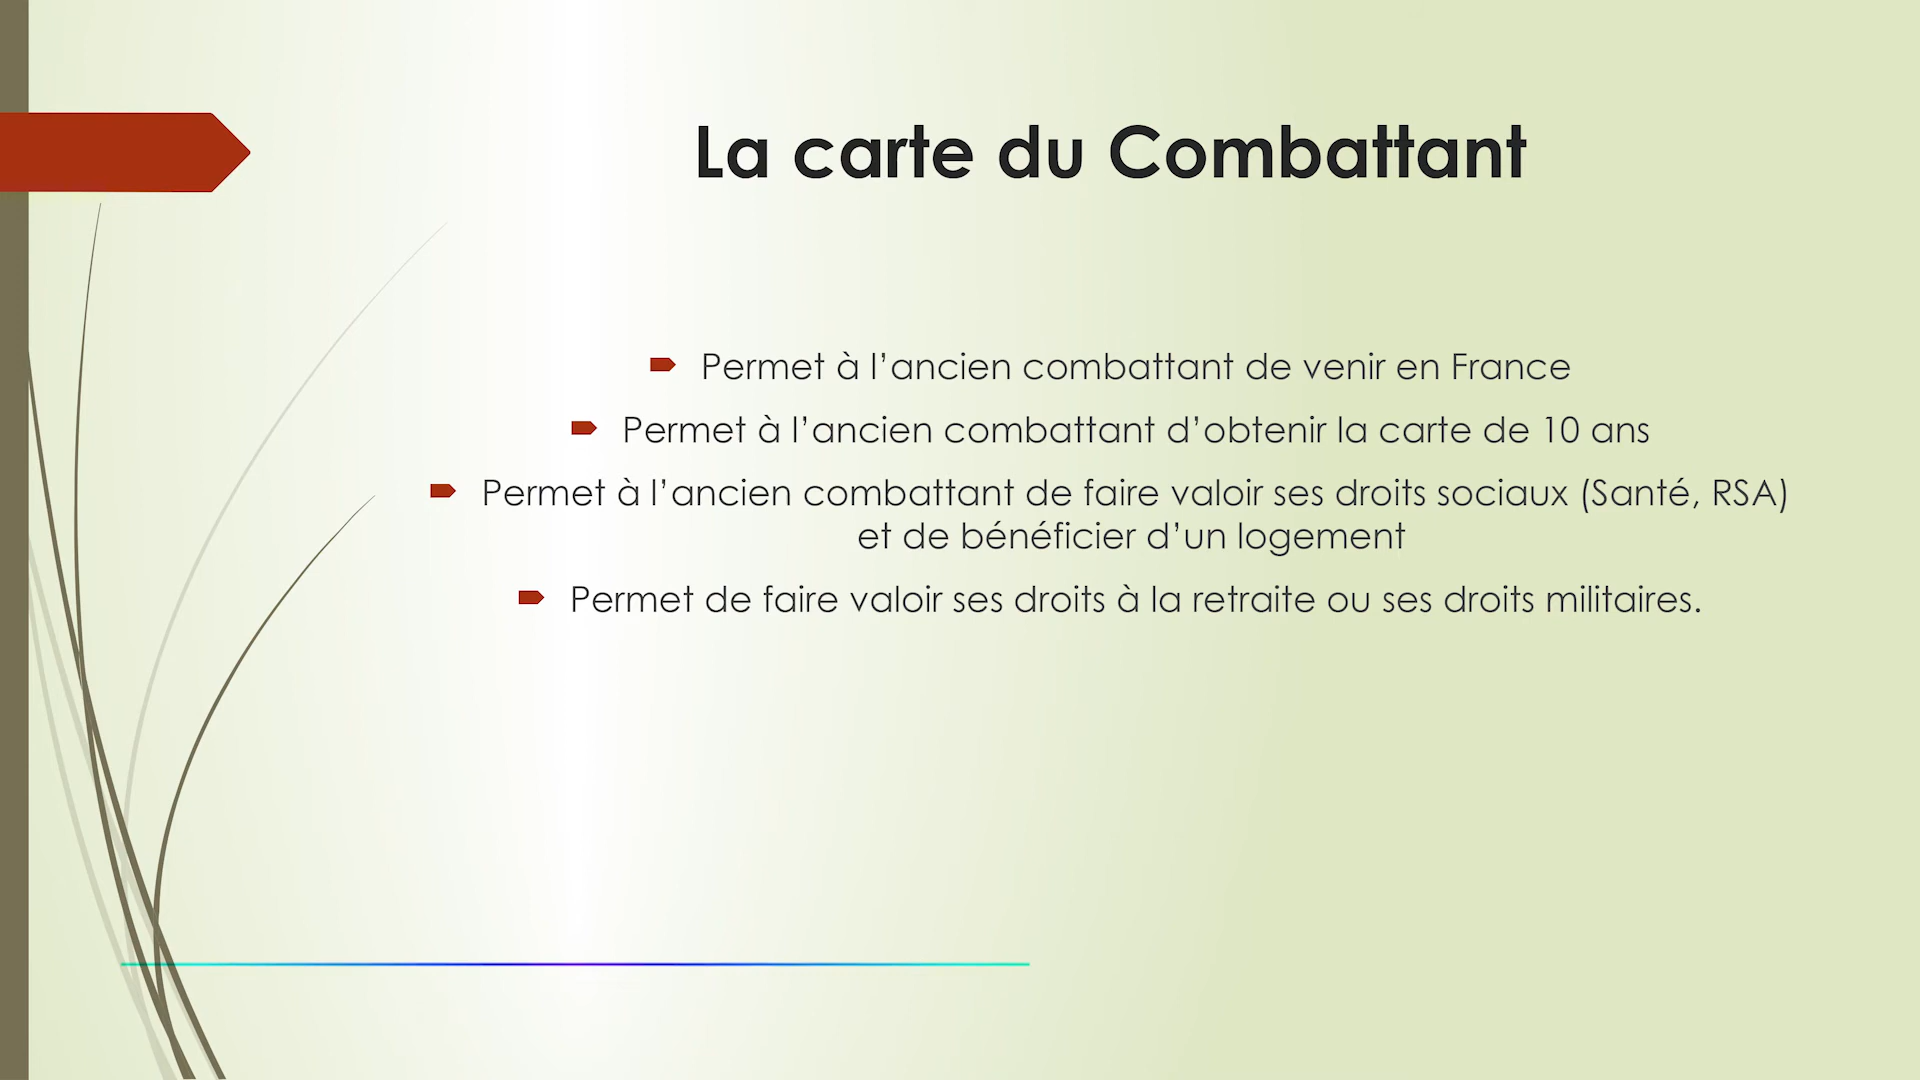 La carte du Combattant
Permet à l’ancien combattant de venir en France
Permet à l’ancien combattant d’obtenir la carte de 10 ans
Permet à l’ancien combattant de faire valoir ses droits sociaux (Santé, RSA)
et de bénéficier d’un logement
Permet de faire valoir ses droits à la retraite ou ses droits militaires.